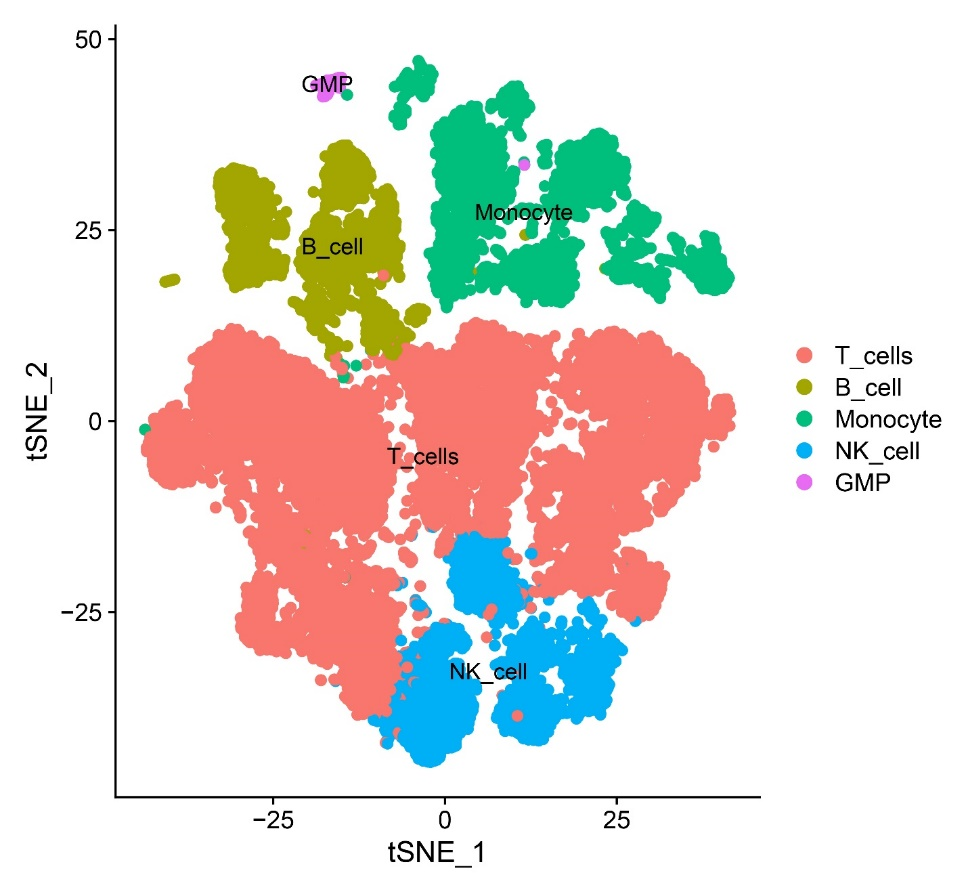 50
25
0
−25
tSNE_2
GMP
Monocyte
B_cell
T_cells
NK_cell
T_cells
B_cell
Monocyte
NK_cell
GMP
−25
0
25
tSNE_1